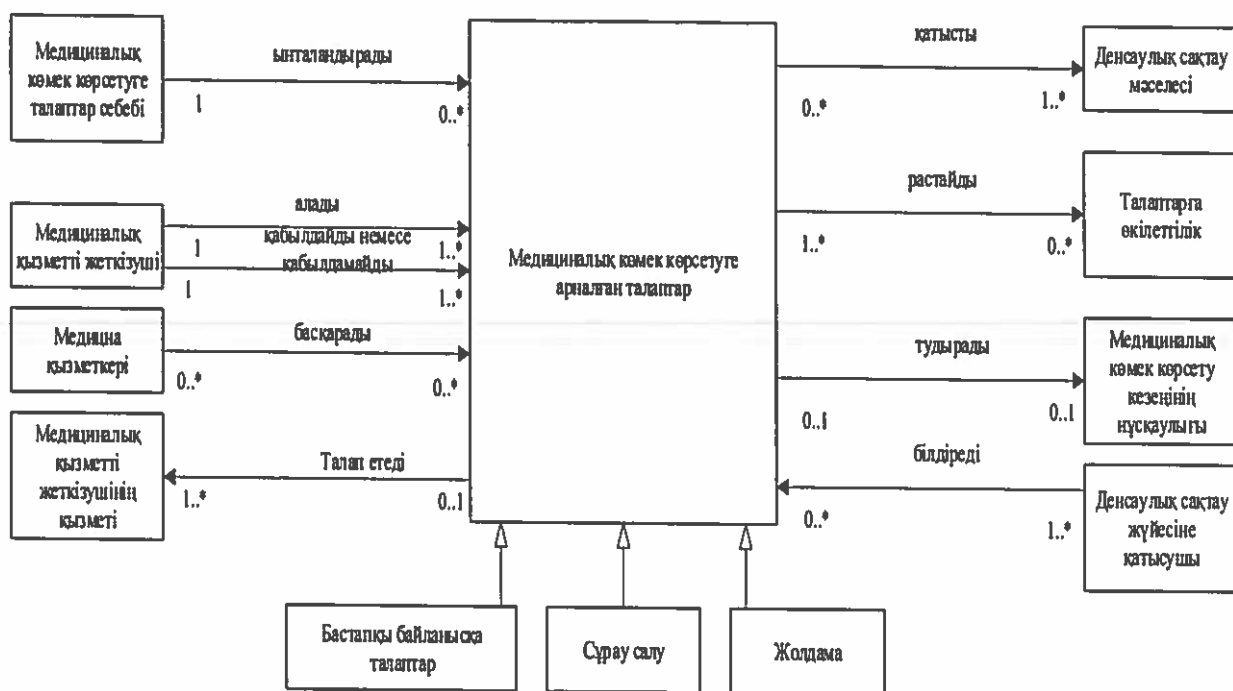 Медициналық
көмек көрсетуге
талаптар себебі
ынталандырады
1
0..*
Медициналық
қызметті жеткізуші
алады
1
1..*
қабылдайды немесе
қабылдамайды
1
1..*
Медицна
қызметкері
басқарады
0..*
0..*
Медициналық
қызметті
жеткізушінің
қызметі
Талап етеді
1..*
0..1
Медициналық көмек көрсетуге
арналған талаптар
қатысты
0..*
1..*
Денсаулық сақтау
мәселесі
растайды
1..*
0..*
Талаптарға
өкілеттілік
тудырады
0..1
0..1
Медициналық
көмек көрсету
кезеңінің
нұсқаулығы
білдіреді
0..*
1..*
Денсаулық сақтау
жүйесіне
қатысушы
Бастапқы байланысқа
талаптар
Сұрау салу
Жолдама